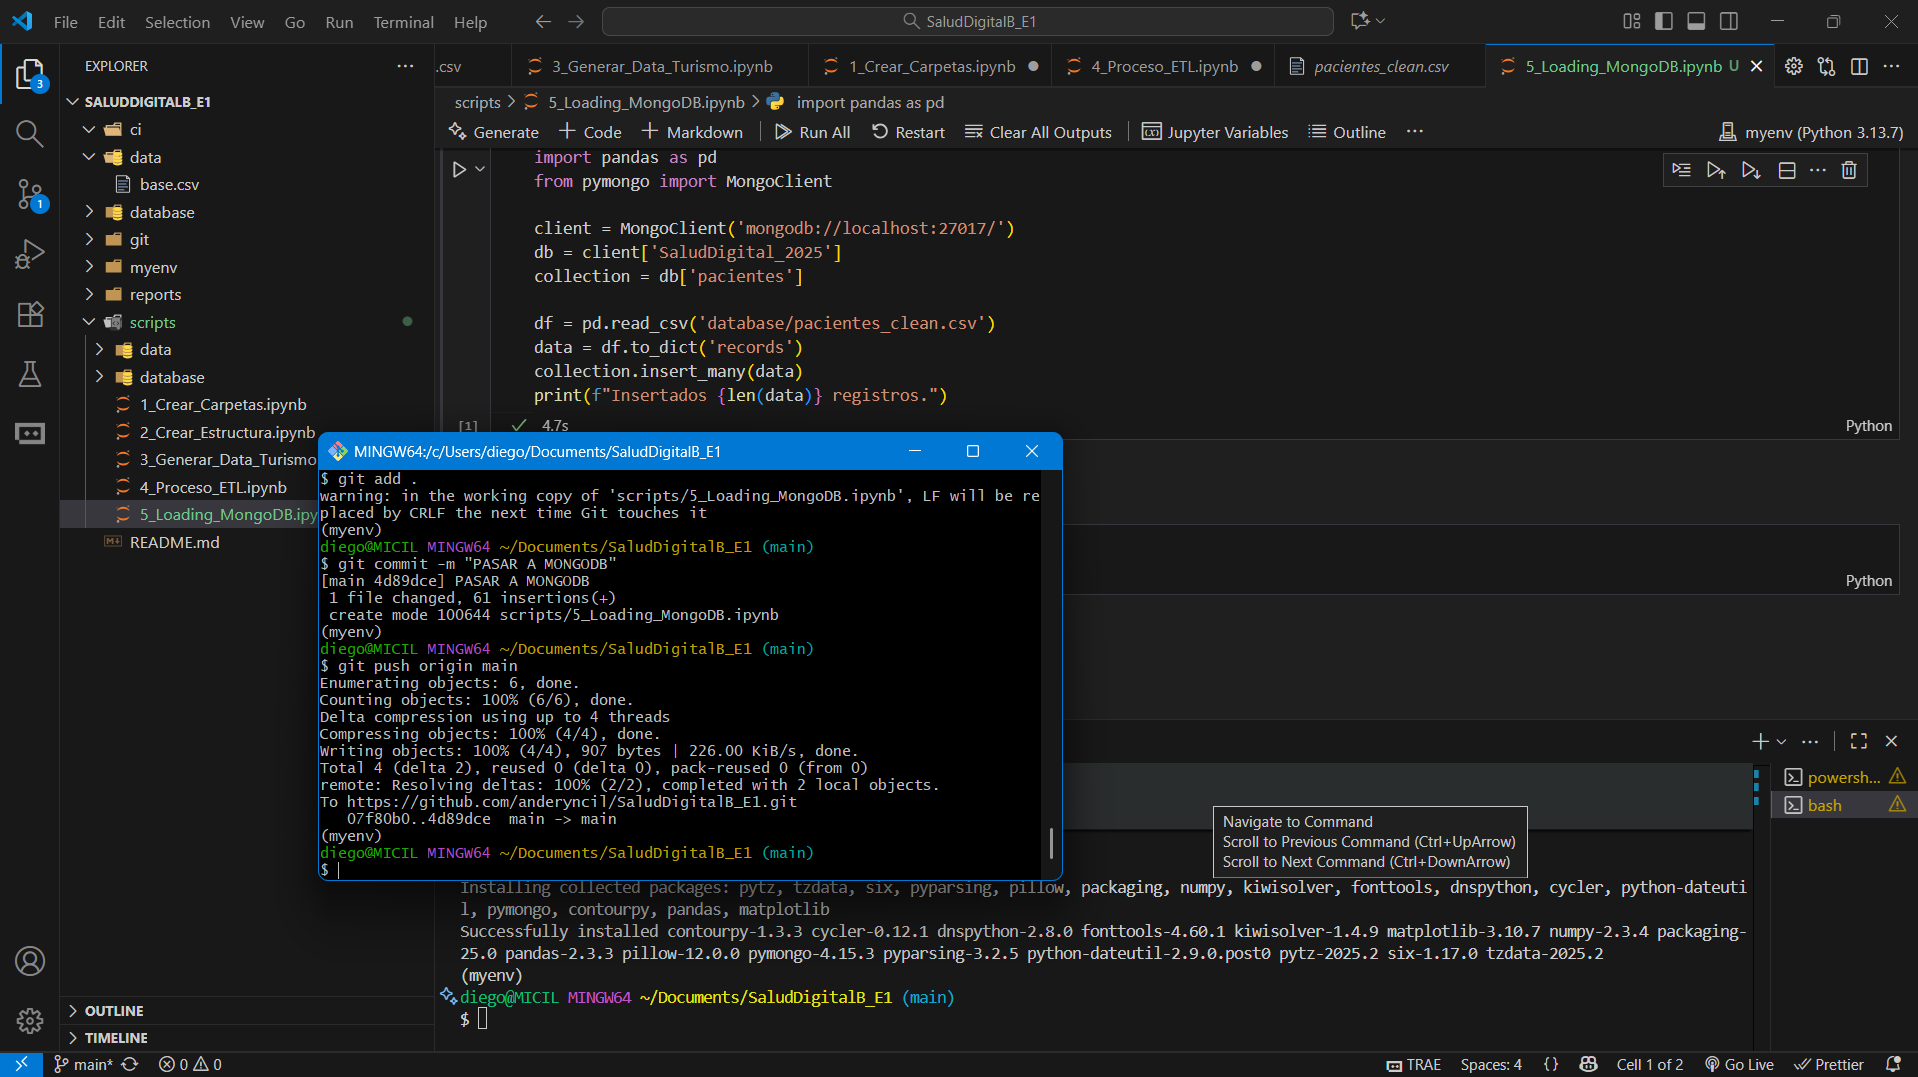 File Edit Selection View Go Run Terminal Help
SaludDigitalB_E1
EXPLORER
.csv
3_Generar_Data_Turismo.ipynb
1_Crear_Carpetas.ipynb
4_Proceso_ETL.ipynb
pacientes_clean.csv
5_Loading_MongoDB.ipynb U
SALUDDIGITALB_E1
ci
data
base.csv
database
git
myenv
reports
scripts
data
database
1_Crear_Carpetas.ipynb
2_Crear_Estructura.ipynb
3_Generar_Data_Turismo
4_Proceso_ETL.ipynb
5_Loading_MongoDB.ipy
README.md
OUTLINE
TIMELINE
3
1
scripts > 5_Loading_MongoDB.ipynb > import pandas as pd
Generate + Code + Markdown Run All Restart Clear All Outputs Jupyter Variables Outline ...
myenv (Python 3.13.7)
import pandas as pd
from pymongo import MongoClient
client = MongoClient('mongodb://localhost:27017/')
db = client['SaludDigital_2025']
collection = db['pacientes']
df = pd.read_csv('database/pacientes_clean.csv')
data = df.to_dict('records')
collection.insert_many(data)
print(f"Insertados {len(data)} registros.")
[1]
4.7s
Python
Python
MINGW64:/c/Users/diego/Documents/SaludDigitalB_E1
$ git add .
warning: in the working copy of 'scripts/5_Loading_MongoDB.ipynb', LF will be re
placed by CRLF the next time Git touches it
(myenv)
diego@MICIL MINGW64 ~/Documents/SaludDigitalB_E1 (main)
$ git commit -m "PASAR A MONGODB"
[main 4d89dce] PASAR A MONGODB
1 file changed, 61 insertions(+)
create mode 100644 scripts/5_Loading_MongoDB.ipynb
(myenv)
diego@MICIL MINGW64 ~/Documents/SaludDigitalB_E1 (main)
$ git push origin main
Enumerating objects: 6, done.
Counting objects: 100% (6/6), done.
Delta compression using up to 4 threads
Compressing objects: 100% (4/4), done.
Writing objects: 100% (4/4), 907 bytes | 226.00 KiB/s, done.
Total 4 (delta 2), reused 0 (delta 0), pack-reused 0 (from 0)
remote: Resolving deltas: 100% (2/2), completed with 2 local objects.
To https://github.com/anderyncil/SaludDigitalB_E1.git
07f80b0..4d89dce main -> main
(myenv)
diego@MICIL MINGW64 ~/Documents/SaludDigitalB_E1 (main)
$
powersh...
bash
Navigate to Command
Scroll to Previous Command (Ctrl+UpArrow)
Scroll to Next Command (Ctrl+DownArrow)
Installing collected packages: pytz, tzdata, six, pyparsing, pillow, packaging, numpy, kiwisolver, fonttools, dnspython, cycler, python-dateuti
l, pymongo, contourpy, pandas, matplotlib
Successfully installed contourpy-1.3.3 cycler-0.12.1 dnspython-2.8.0 fonttools-4.60.1 kiwisolver-1.4.9 matplotlib-3.10.7 numpy-2.3.4 packaging-
25.0 pandas-2.3.3 pillow-12.0.0 pymongo-4.15.3 pyparsing-3.2.5 python-dateutil-2.9.0.post0 pytz-2025.2 six-1.17.0 tzdata-2025.2
(myenv)
diego@MICIL MINGW64 ~/Documents/SaludDigitalB_E1 (main)
$
main* 0 0
TRAE Spaces: 4 {} Cell 1 of 2 Go Live Prettier